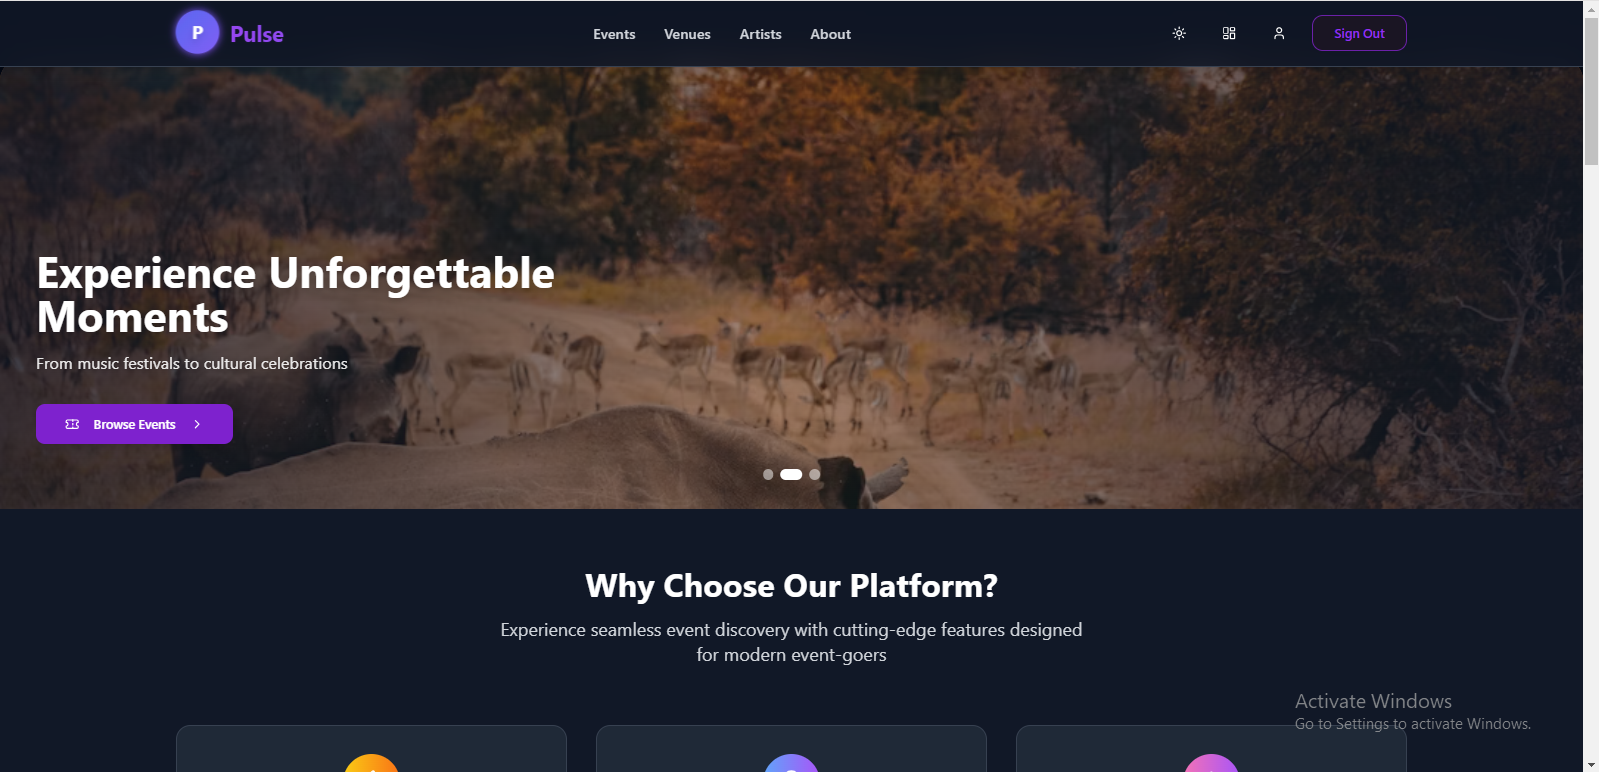 P
Pulse
Events
Venues
Artists
About
Sign Out
Experience Unforgettable
Moments
From music festivals to cultural celebrations
Browse Events
Why Choose Our Platform?
Experience seamless event discovery with cutting-edge features designed
for modern event-goers
Activate Windows
Go to Settings to activate Windows.